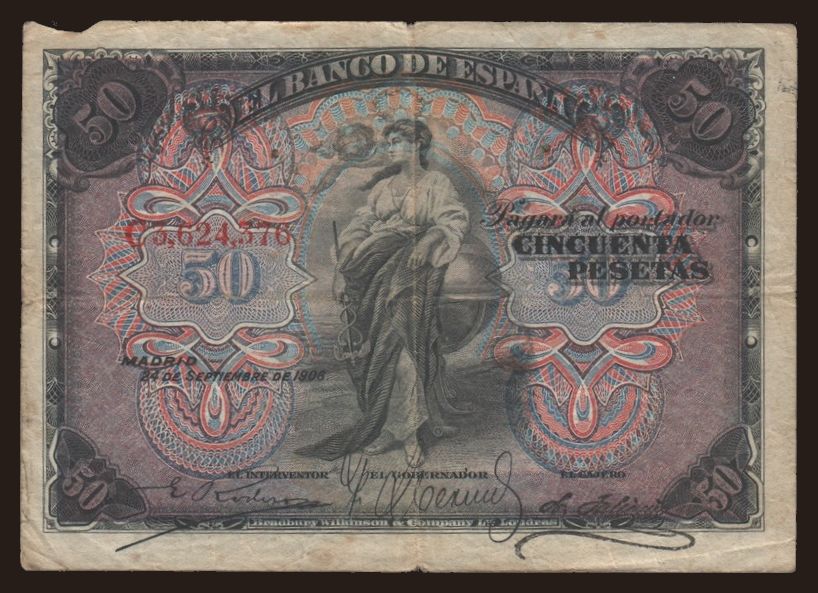 EL BANCO DE ESPAÑA
50 50
Pagará al portador
C3,624,376
CINCUENTA
PESETAS
50 50
MADRID
24 DE SEPTIEMBRE DE 1906
EL INTERVENTOR EL GOBERNADOR EL CAJERO
50 50
Bradbury Wilkinson & Company Ld. Londres